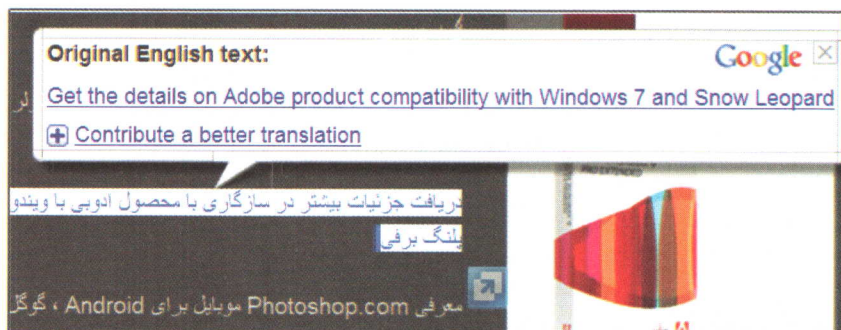 Original English text:
Google
Get the details on Adobe product compatibility with Windows 7 and Snow Leopard
Contribute a better translation
دریافت جزئیات بیشتر در سازگاری با محصول ادوبی با ویندو
پلنگ برفی
معرفی Photoshop.com موبایل برای Android ، گوگل